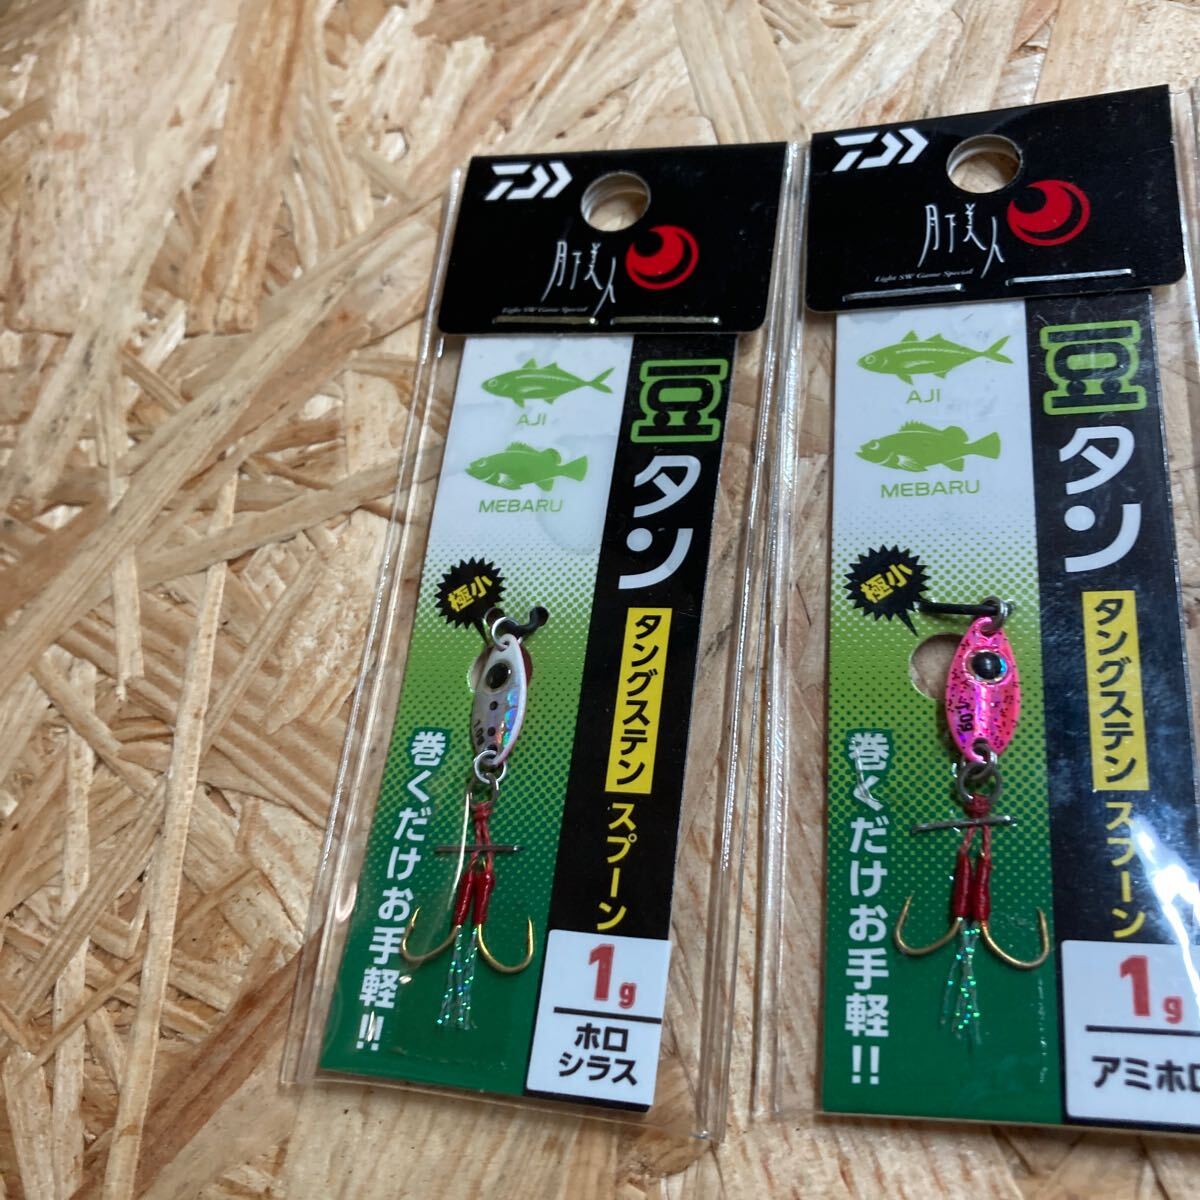 月下美人
Light SW Game Special
AJI
MEBARU
豆タン
極小
タングステン
スプーン
巻くだけお手軽!!
1g
ホロ
シラス
月下美人
Light SW Game Special
AJI
MEBARU
豆タン
極小
タングステン
スプーン
巻くだけお手軽!!
1g
アミホロ